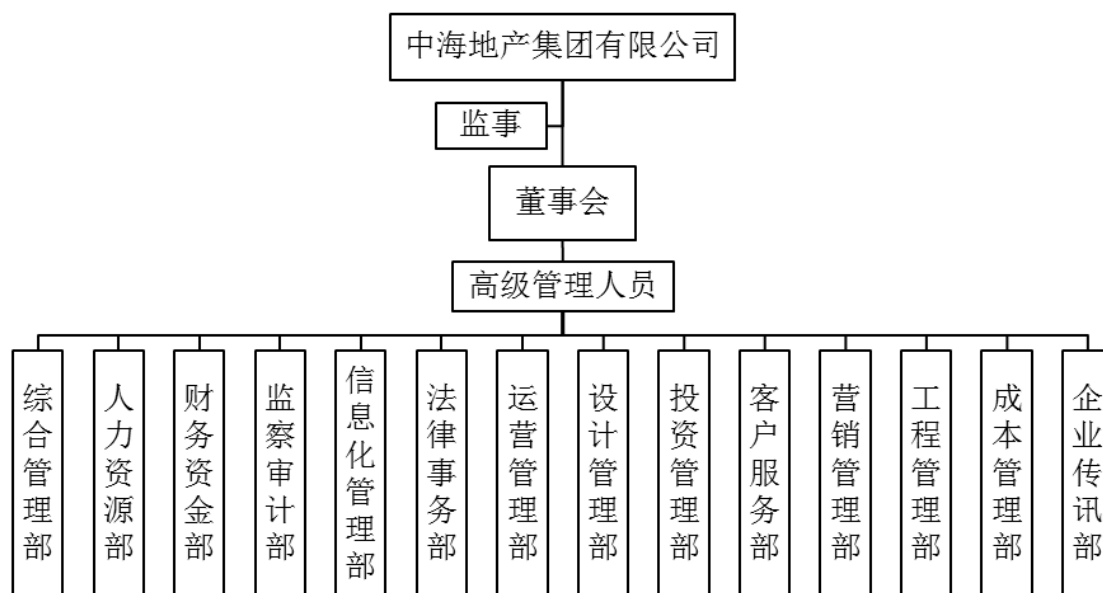 中海地产集团有限公司
监事
董事会
高级管理人员
综合管理部
人力资源部
财务资金部
监察审计部
信息化管理部
法律事务部
运营管理部
设计管理部
投资管理部
客户服务部
营销管理部
工程管理部
成本管理部
企业传讯部